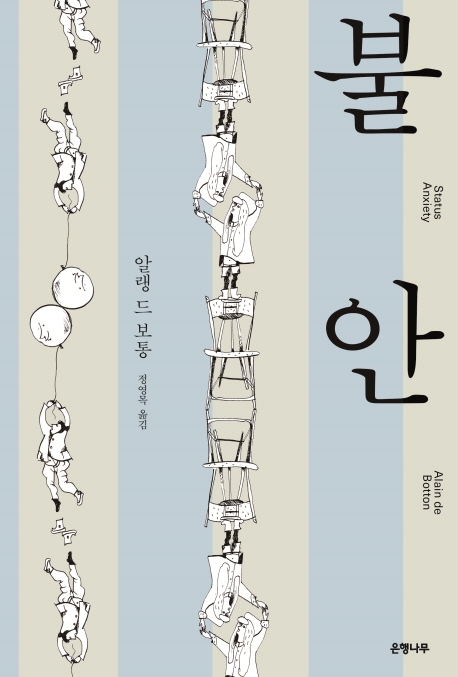 불안
Status
Anxiety
알랭 드 보통
정영목 옮김
Alain de
Botton
은행나무